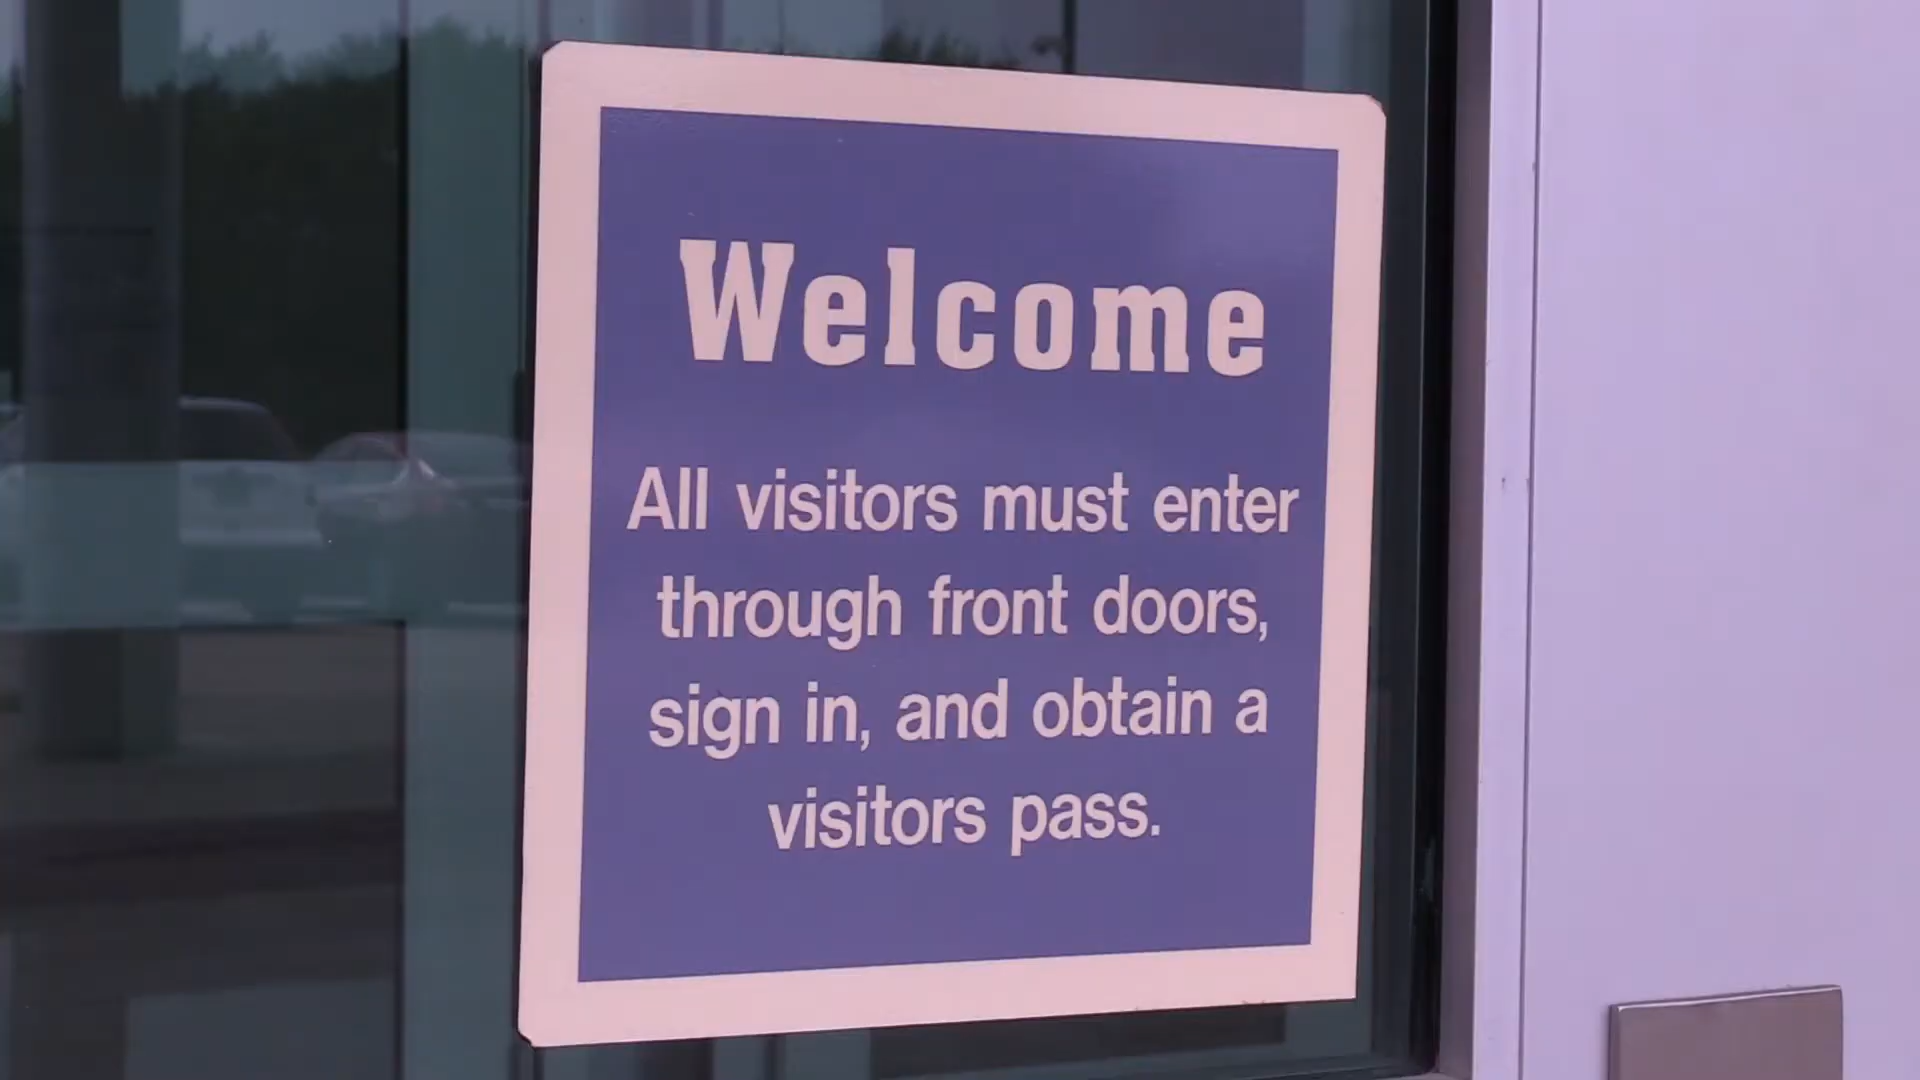 Welcome
All visitors must enter
through front doors,
sign in, and obtain a
visitors pass.